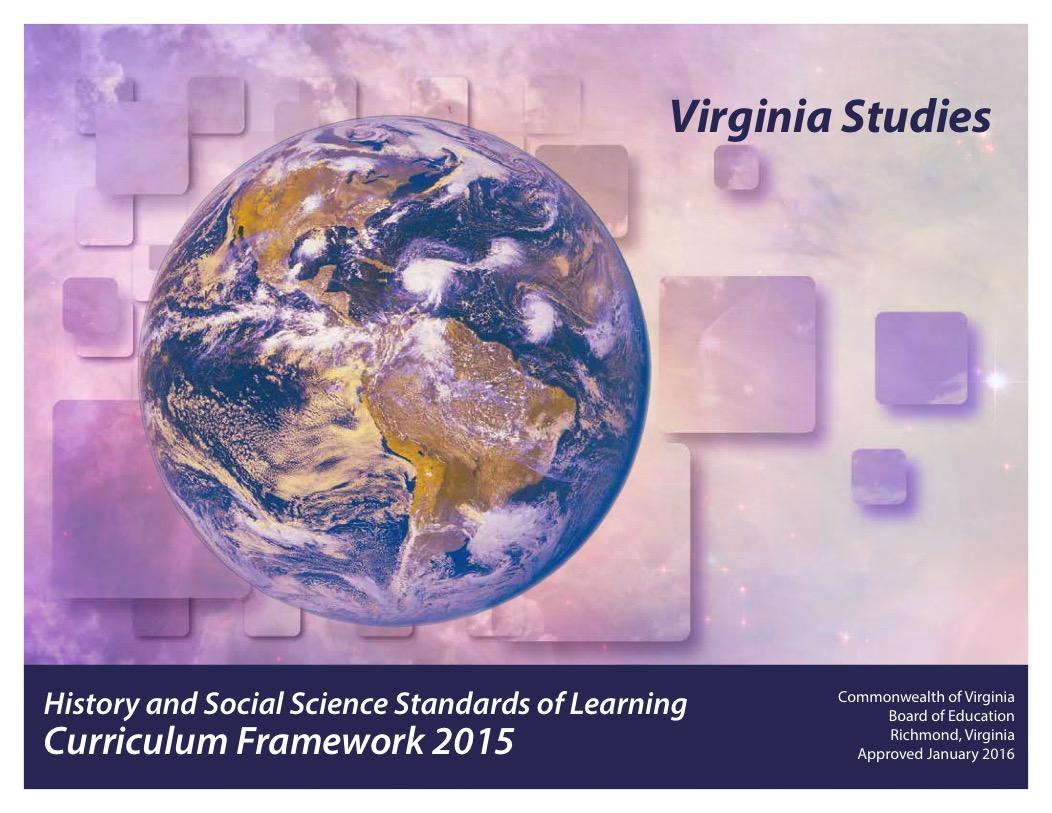 Virginia Studies
History and Social Science Standards of Learning
Curriculum Framework 2015
Commonwealth of Virginia
Board of Education
Richmond, Virginia
Approved January 2016